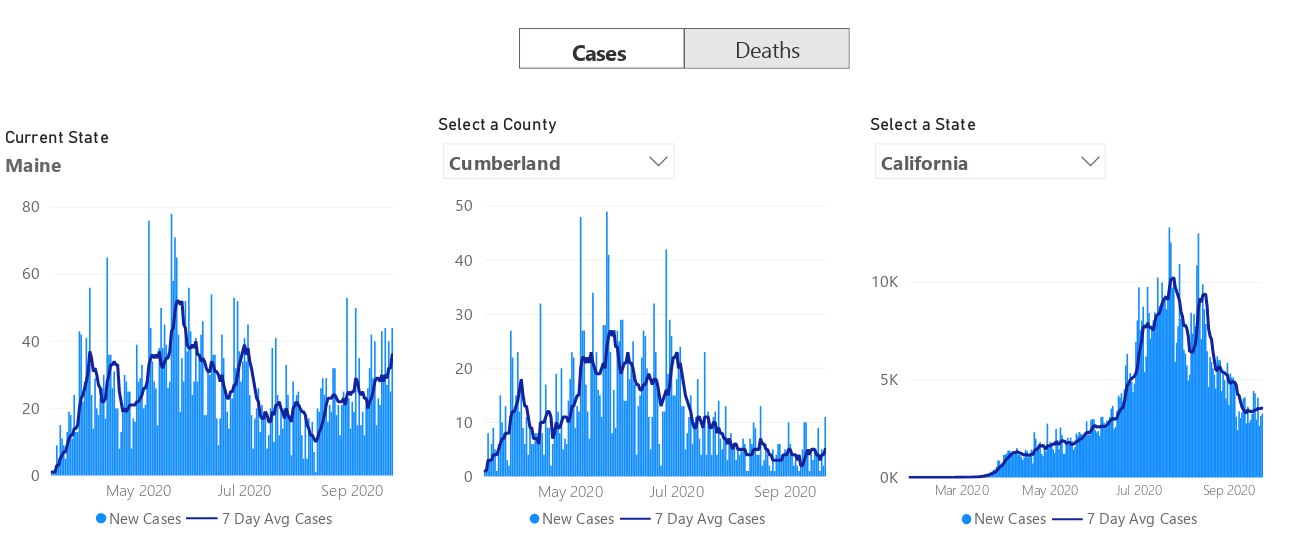 Cases
Deaths
Current State
Maine
80
60
40
20
0
May 2020
Jul 2020
Sep 2020
New Cases
7 Day Avg Cases
Select a County
Cumberland
50
40
30
20
10
0
May 2020
Jul 2020
Sep 2020
New Cases
7 Day Avg Cases
Select a State
California
10K
5K
0K
Mar 2020
May 2020
Jul 2020
Sep 2020
New Cases
7 Day Avg Cases